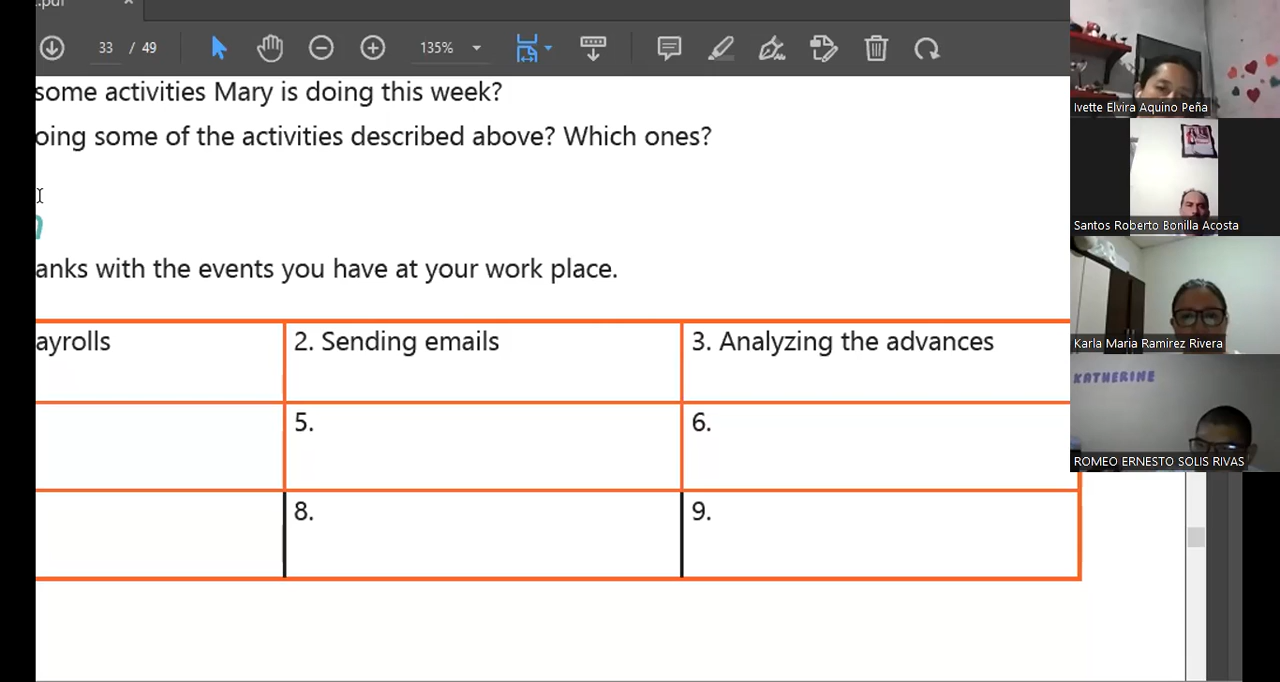 .pdf
33 / 49
135%
some activities Mary is doing this week?
oing some of the activities described above? Which ones?
anks with the events you have at your work place.
ayrolls
2. Sending emails
3. Analyzing the advances
5.
6.
8.
9.
Ivette Elvira Aquino Peña
Santos Roberto Bonilla Acosta
Karla Maria Ramirez Rivera
KATHERINE
ROMEO ERNESTO SOLIS RIVAS